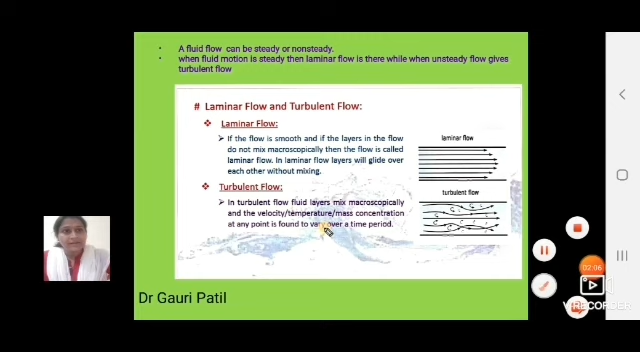 A fluid flow can be steady or nonsteady.
when fluid motion is steady then laminar flow is there while when unsteady flow gives
turbulent flow
# Laminar Flow and Turbulent Flow:
Laminar Flow:
If the flow is smooth and if the layers in the flow
do not mix macroscopically then the flow is called
laminar flow. In laminar flow layers will glide over
each other without mixing.
Turbulent Flow:
In turbulent flow fluid layers mix macroscopically
and the velocity/temperature/mass concentration
at any point is found to vary over a time period.
laminar flow
turbulent flow
Dr Gauri Patil
02:06
VRECORDER